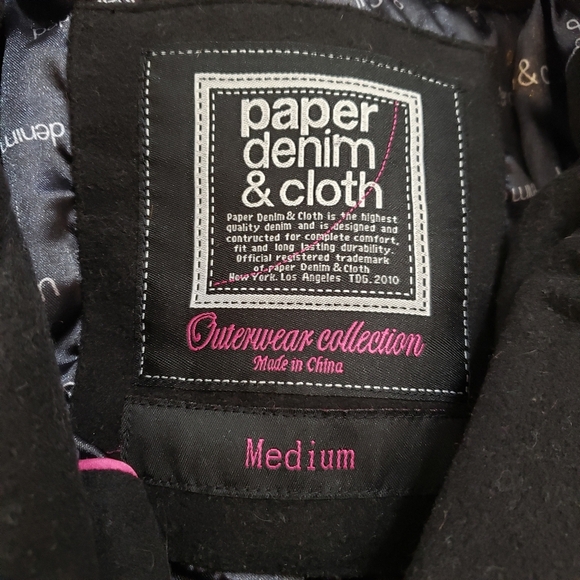 paper
denim
& cloth
Paper Denim & Cloth is the highest
quality denim and is designed and
contructed for complete comfort,
fit and long lasting durability.
Official registered trademark
of paper Denim & Cloth
New York. Los Angeles TDG. 2010
Outerwear collection
Made in China
Medium
denim
& c